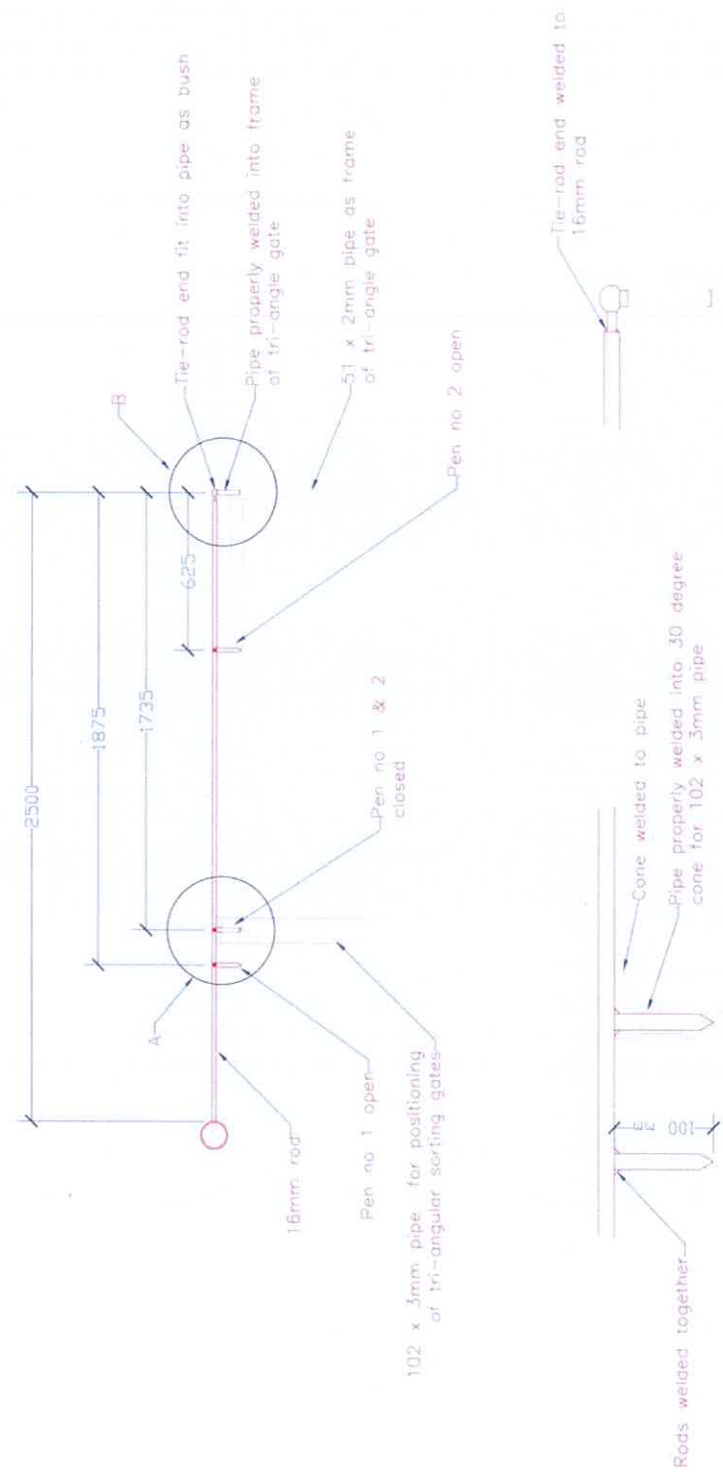 2500
1875
1735
625
A
B
Tie-rod end fit into pipe as bush
Pipe properly welded into frame
of tri-angle gate
51 x 2mm pipe as frame
of tri-angle gate
Pen no 2 open
Pen no 1 & 2
closed
16mm rod
Pen no 1 open
102 x 3mm pipe for positioning
of tri-angular sorting gates
Rods welded together
100
Cone welded to pipe
Pipe properly welded into 30 degree
cone for 102 x 3mm pipe
Tie-rod end welded to
16mm rod